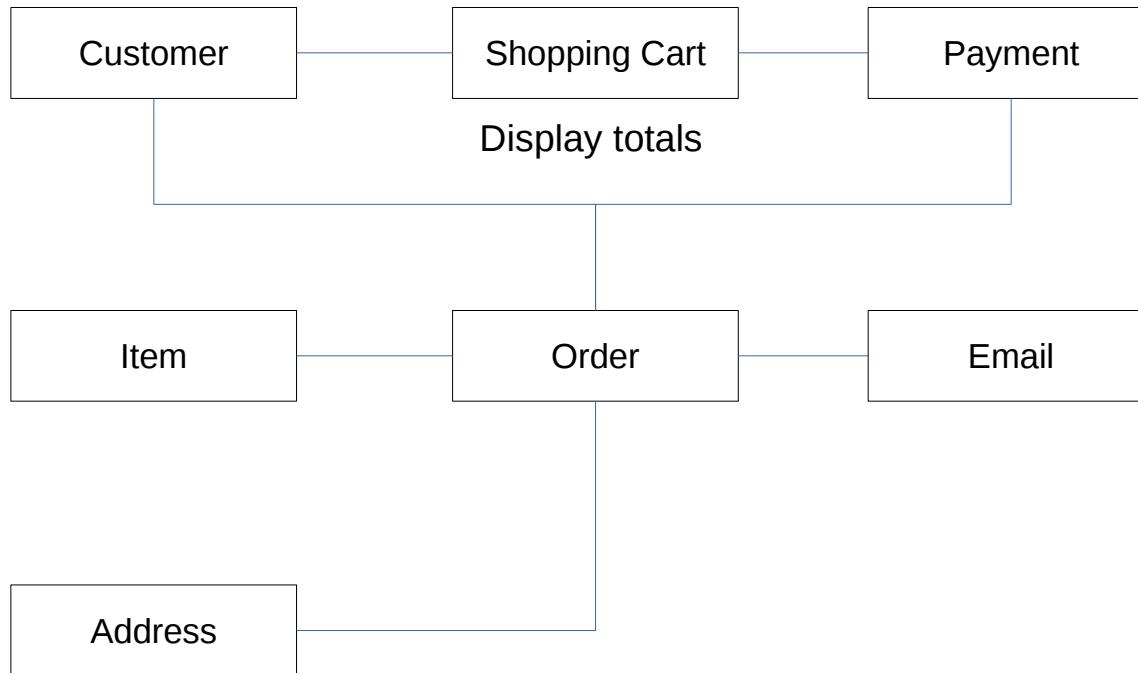 Customer
Shopping Cart
Payment
Display totals
Item
Order
Email
Address